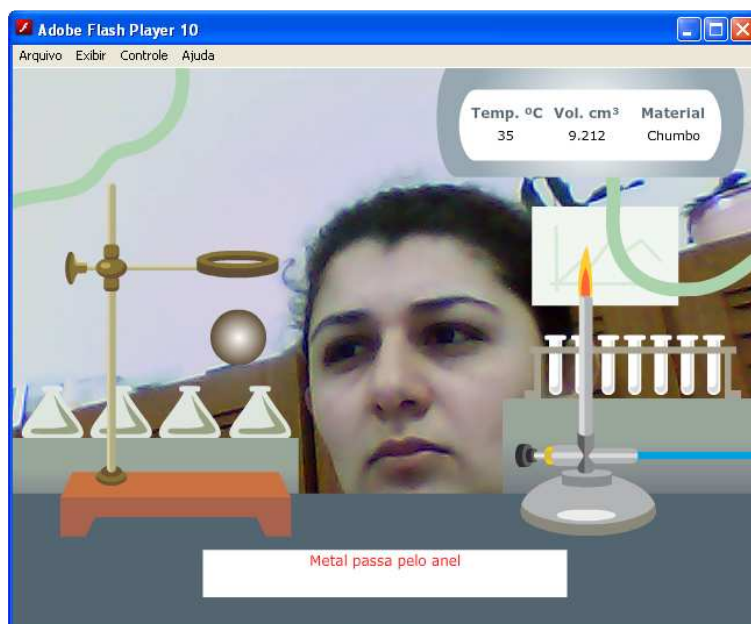 Adobe Flash Player 10
Arquivo Exibir Controle Ajuda
Temp. ºC Vol. cm³ Material
35 9.212 Chumbo
Metal passa pelo anel